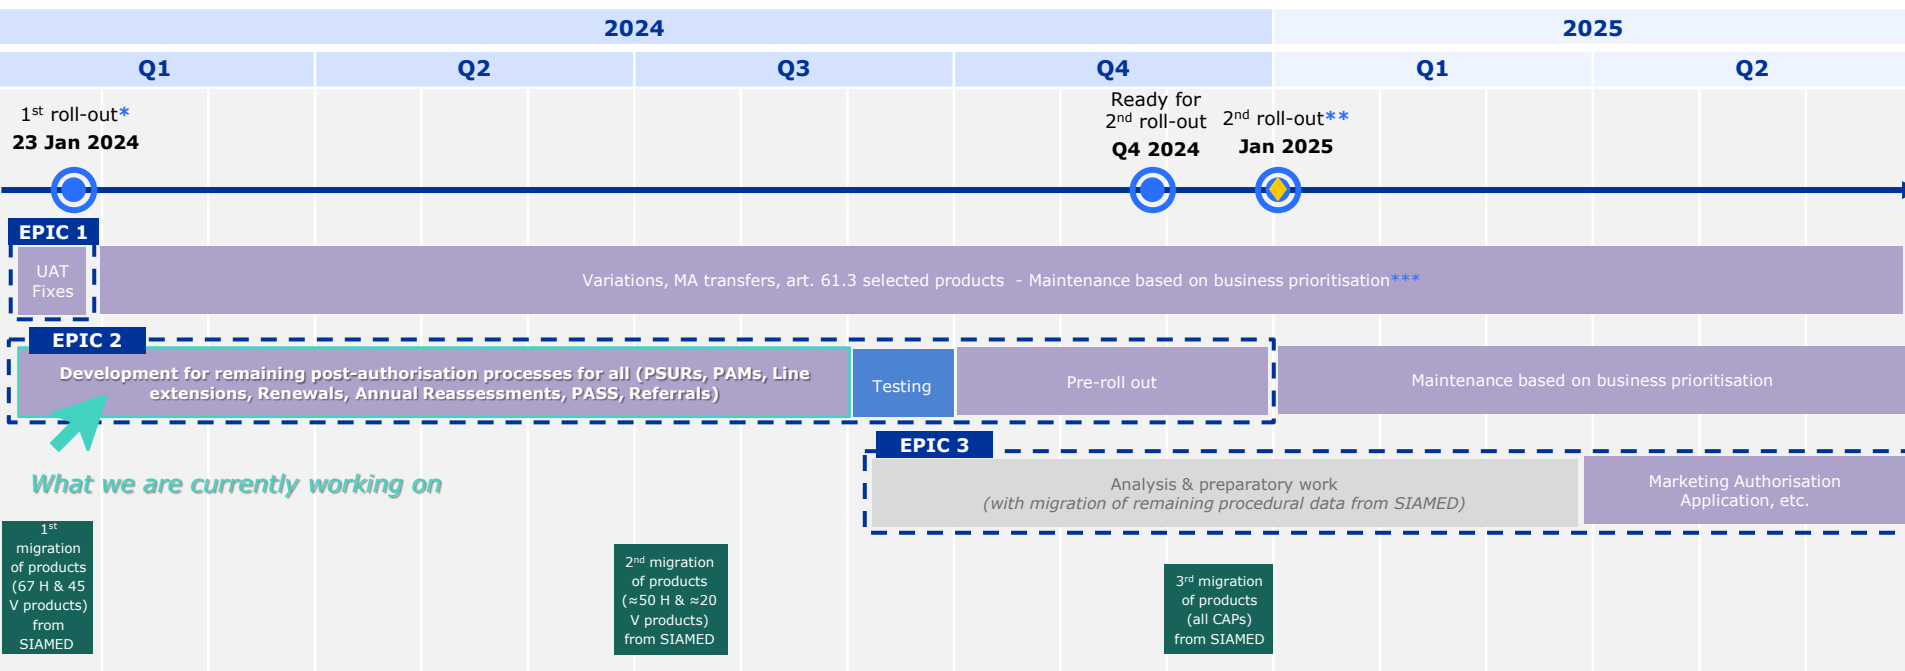 2024
2025
Q1
Q2
Q3
Q4
Q1
Q2
1st roll-out*
23 Jan 2024
Ready for
2nd roll-out
Q4 2024
2nd roll-out**
Jan 2025
EPIC 1
UAT
Fixes
Variations, MA transfers, art. 61.3 selected products - Maintenance based on business prioritisation***
EPIC 2
Development for remaining post-authorisation processes for all (PSURs, PAMs, Line
extensions, Renewals, Annual Reassessments, PASS, Referrals)
Testing
Pre-roll out
Maintenance based on business prioritisation
EPIC 3
Analysis & preparatory work
(with migration of remaining procedural data from SIAMED)
Marketing Authorisation
Application, etc.
What we are currently working on
1st
migration
of products
(67 H & 45
V products)
from
SIAMED
2nd migration
of products
(≈50 H & ≈20
V products)
from SIAMED
3rd migration
of products
(all CAPs)
from SIAMED